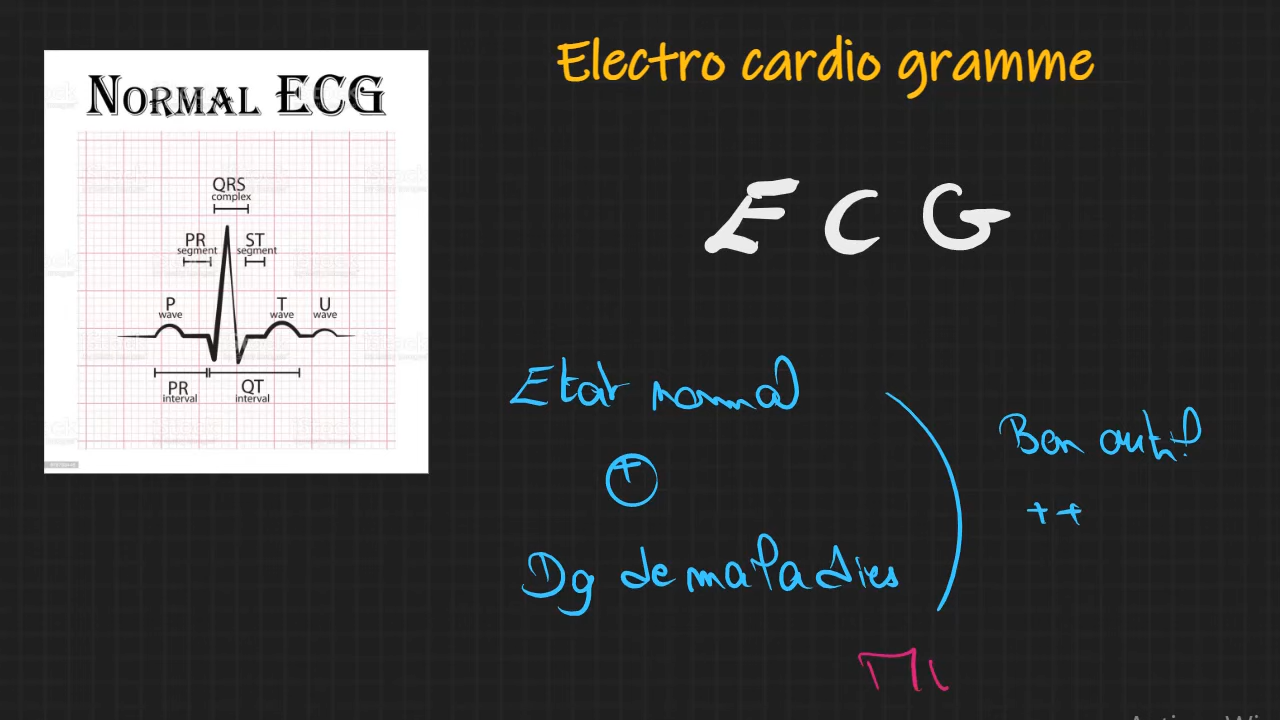 Electro cardio gramme
NORMAL ECG
QRS
complex
PR
segment
ST
segment
P
wave
T
wave
U
wave
PR
interval
QT
interval
E C G
Etat normal
+
Dg de maladies
Bon outil
++